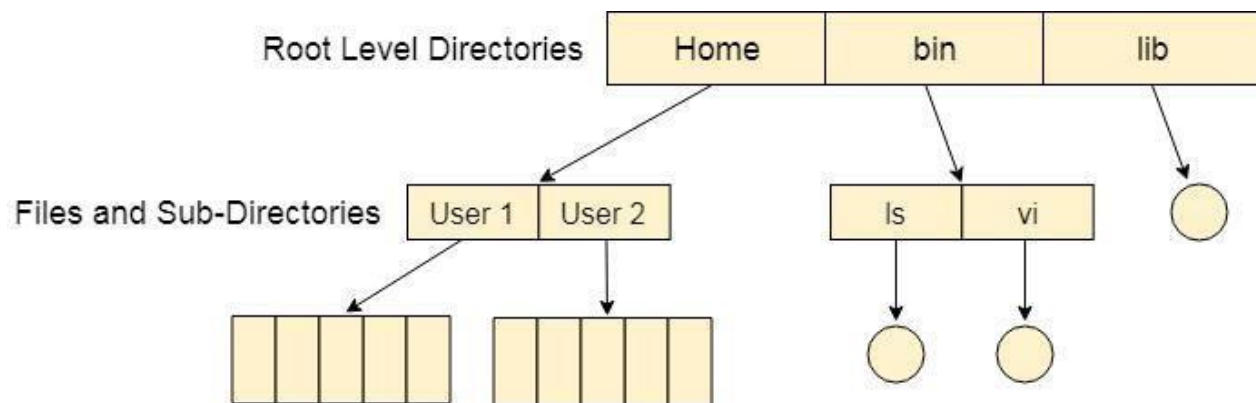 Root Level Directories Home bin lib
Files and Sub-Directories User 1 User 2 ls vi